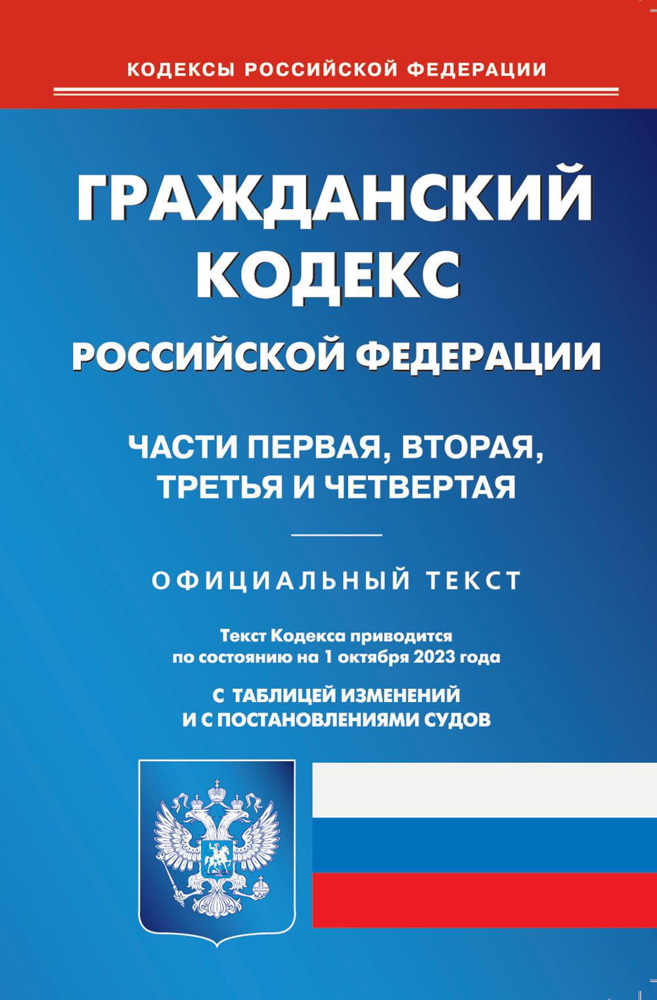 КОДЕКСЫ РОССИЙСКОЙ ФЕДЕРАЦИИ
ГРАЖДАНСКИЙ
КОДЕКС
РОССИЙСКОЙ ФЕДЕРАЦИИ
ЧАСТИ ПЕРВАЯ, ВТОРАЯ,
ТРЕТЬЯ И ЧЕТВЕРТАЯ
ОФИЦИАЛЬНЫЙ ТЕКСТ
Текст Кодекса приводится
по состоянию на 1 октября 2023 года
С ТАБЛИЦЕЙ ИЗМЕНЕНИЙ
И С ПОСТАНОВЛЕНИЯМИ СУДОВ